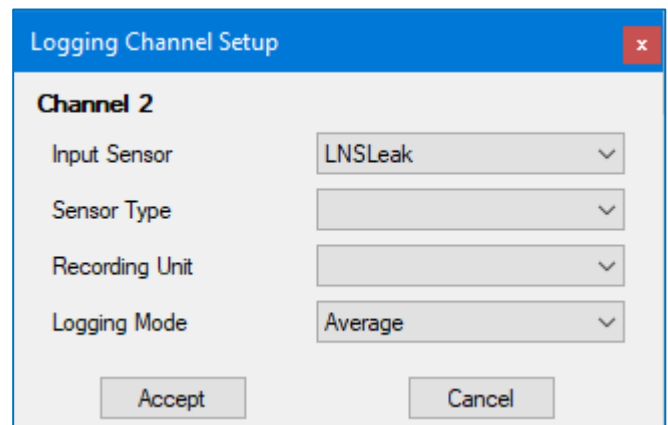 Logging Channel Setup x
Channel 2
Input Sensor LNSLeak
Sensor Type
Recording Unit
Logging Mode Average
Accept Cancel